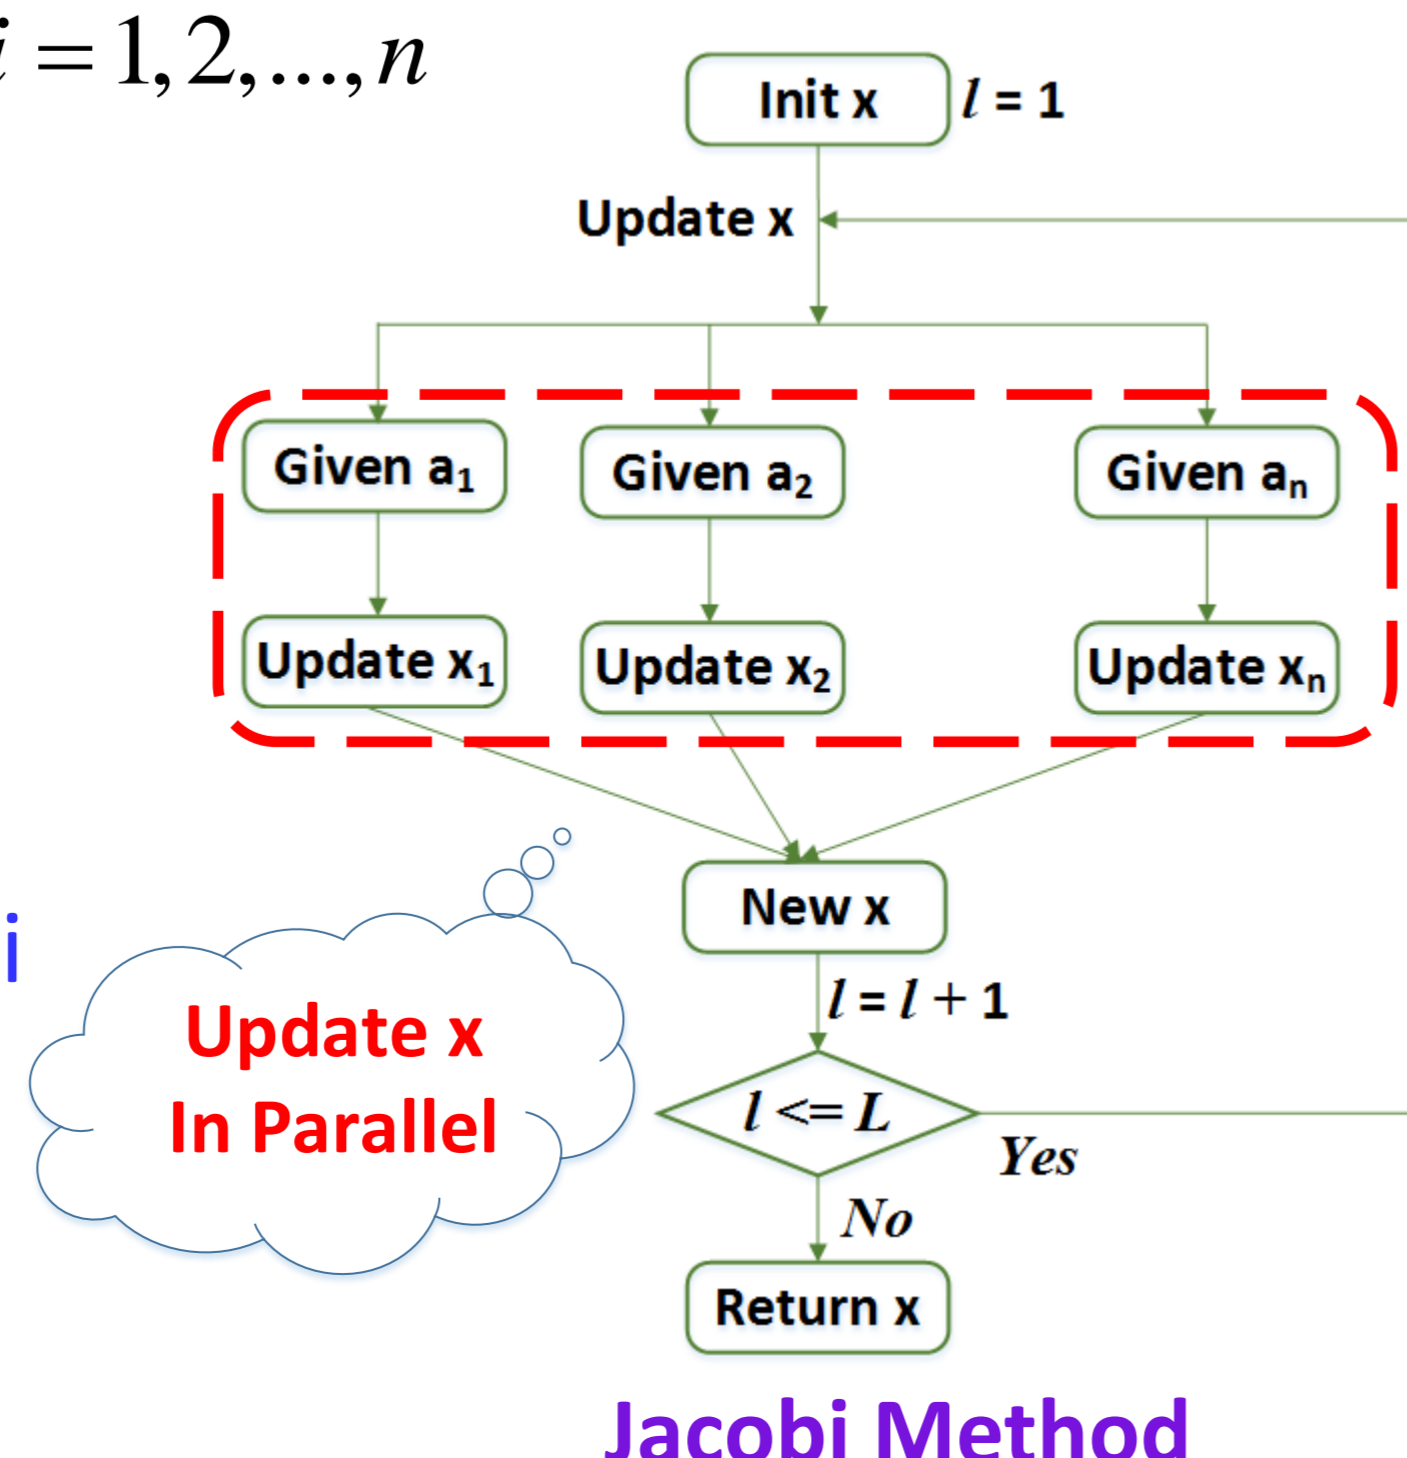 i = 1, 2, ..., n
Init x
l = 1
Update x
Given a₁
Given a₂
Given aₙ
Update x₁
Update x₂
Update xₙ
New x
l = l + 1
i
Update x
In Parallel
l <= L
Yes
No
Return x
Jacobi Method